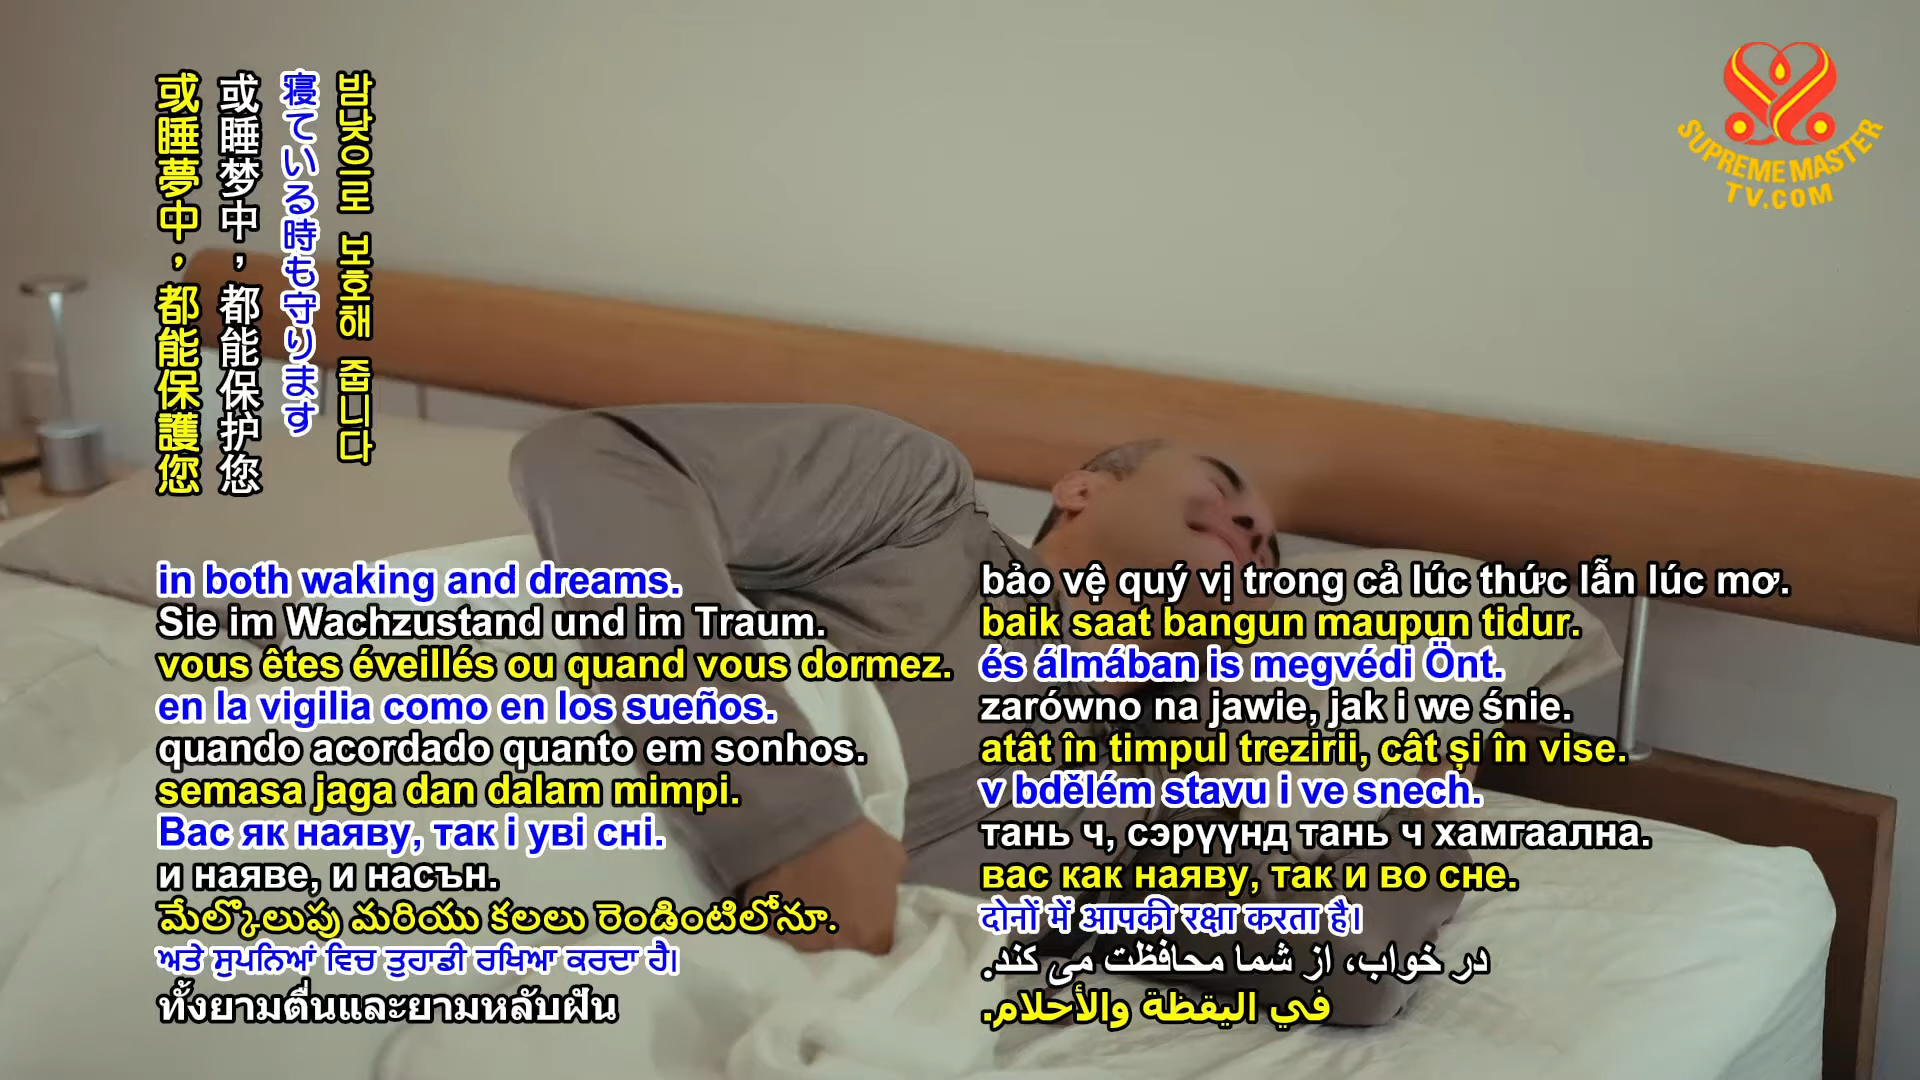 或睡夢中，都能保護您
或睡梦中，都能保护您
寝ている時も守ります
밤낮으로 보호해 줍니다
SUPREME MASTER
TV.COM
in both waking and dreams.
Sie im Wachzustand und im Traum.
vous êtes éveillés ou quand vous dormez.
en la vigilia como en los sueños.
quando acordado quanto em sonhos.
semasa jaga dan dalam mimpi.
Вас як наяву, так і уві сні.
и наяве, и насън.
మేల్కొలుపు మరియు కలలు రెండింటిలోనూ.
ਅਤੇ ਸੁਪਨਿਆਂ ਵਿਚ ਤੁਹਾਡੀ ਰਖਿਆ ਕਰਦਾ ਹੈ।
ทั้งยามตื่นและยามหลับฝัน
bảo vệ quý vị trong cả lúc thức lẫn lúc mơ.
baik saat bangun maupun tidur.
és álmában is megvédi Önt.
zarówno na jawie, jak i we śnie.
atât în timpul trezirii, cât și în vise.
v bdělém stavu i ve snech.
тань ч, сэрүүнд тань ч хамгаална.
вас как наяву, так и во сне.
दोनों में आपकी रक्षा करता है।
در خواب، از شما محافظت می کند.
في اليقظة والأحلام.